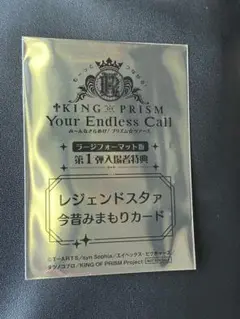 KING OF PRISM
Your Endless Call
み～んなきらめけ！プリズム☆ツアーズ
ラージフォーマット版
第1弾入場者特典
レジェンドスタァ
今昔みまもりカード
©T-ARTS / syn Sophia / エイベックス・ピクチャーズ
タツノコプロ / KING OF PRISM Project